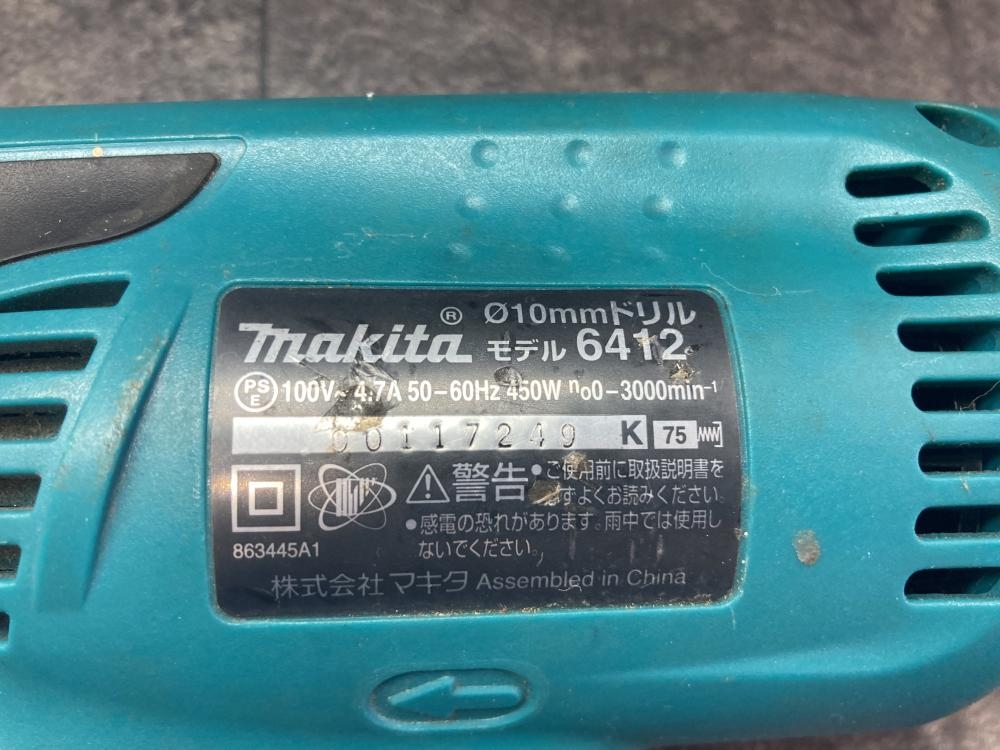 makita ® Ø10mmドリル
モデル 6412
PS E 100V~ 4.7A 50-60Hz 450W n₀0-3000min⁻¹
00117249 K 75
警告 ●ご使用前に取扱説明書を
必ずよくお読みください。
●感電の恐れがあります。雨中では使用し
ないでください。
863445A1
株式会社 マキタ Assembled in China